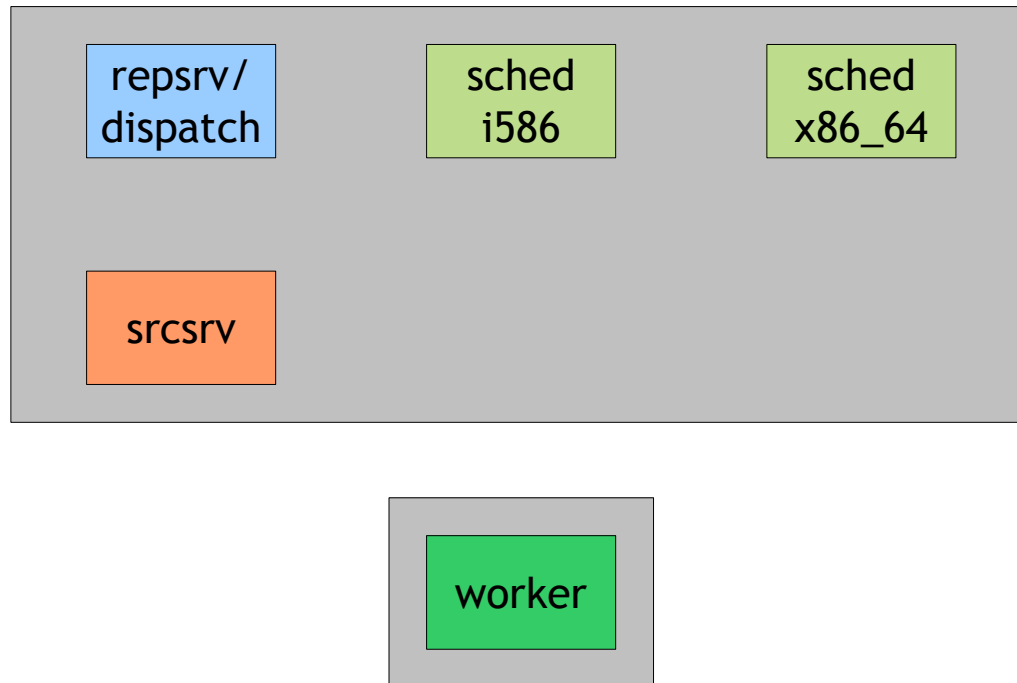 repsrv/
dispatch
sched
i586
sched
x86_64
srcsrv
worker